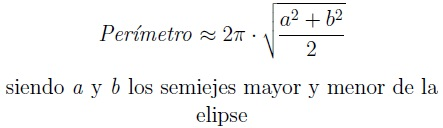 Perímetro ≈ 2π · √((a² + b²)/2)
siendo a y b los semiejes mayor y menor de la
elipse